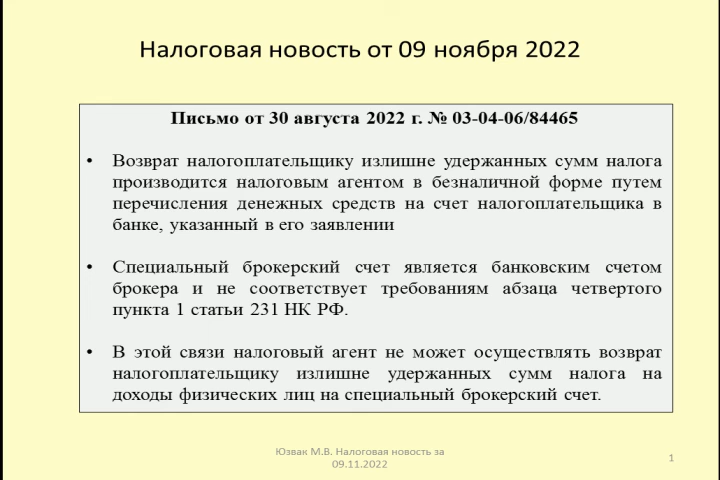 Налоговая новость от 09 ноября 2022
Письмо от 30 августа 2022 г. № 03-04-06/84465
• Возврат налогоплательщику излишне удержанных сумм налога
производится налоговым агентом в безналичной форме путем
перечисления денежных средств на счет налогоплательщика в
банке, указанный в его заявлении
• Специальный брокерский счет является банковским счетом
брокера и не соответствует требованиям абзаца четвертого
пункта 1 статьи 231 НК РФ.
• В этой связи налоговый агент не может осуществлять возврат
налогоплательщику излишне удержанных сумм налога на
доходы физических лиц на специальный брокерский счет.
Юзвак М.В. Налоговая новость за
09.11.2022
1